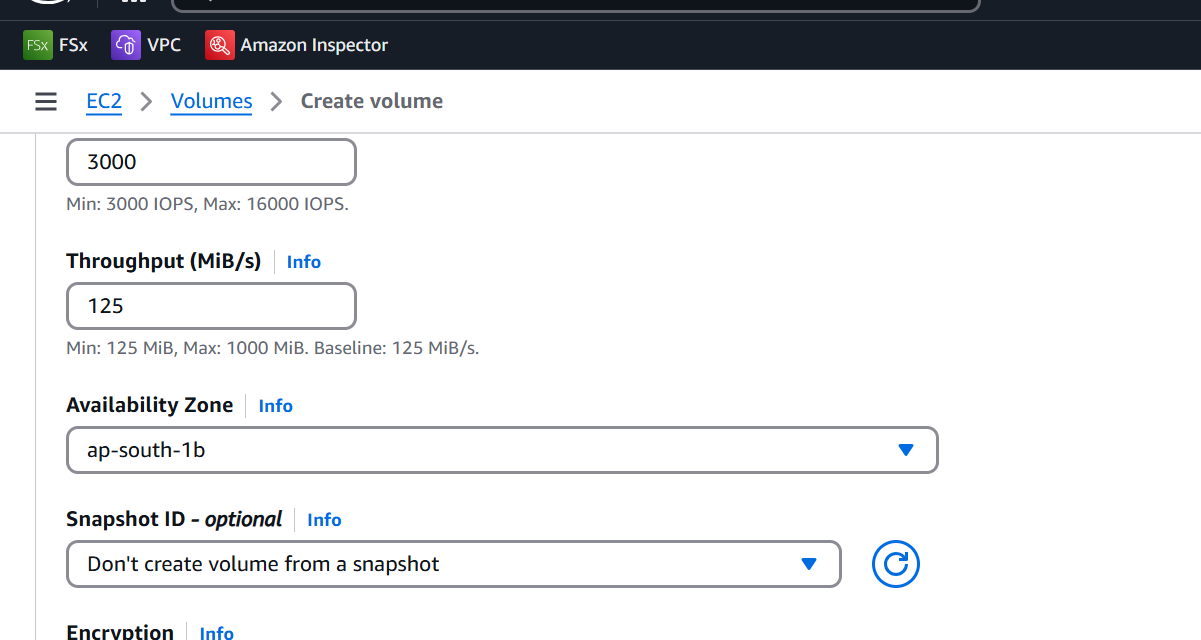 FSx FSx VPC Amazon Inspector
EC2 > Volumes > Create volume
3000
Min: 3000 IOPS, Max: 16000 IOPS.
Throughput (MiB/s) Info
125
Min: 125 MiB, Max: 1000 MiB. Baseline: 125 MiB/s.
Availability Zone Info
ap-south-1b
Snapshot ID - optional Info
Don't create volume from a snapshot
Encryption Info